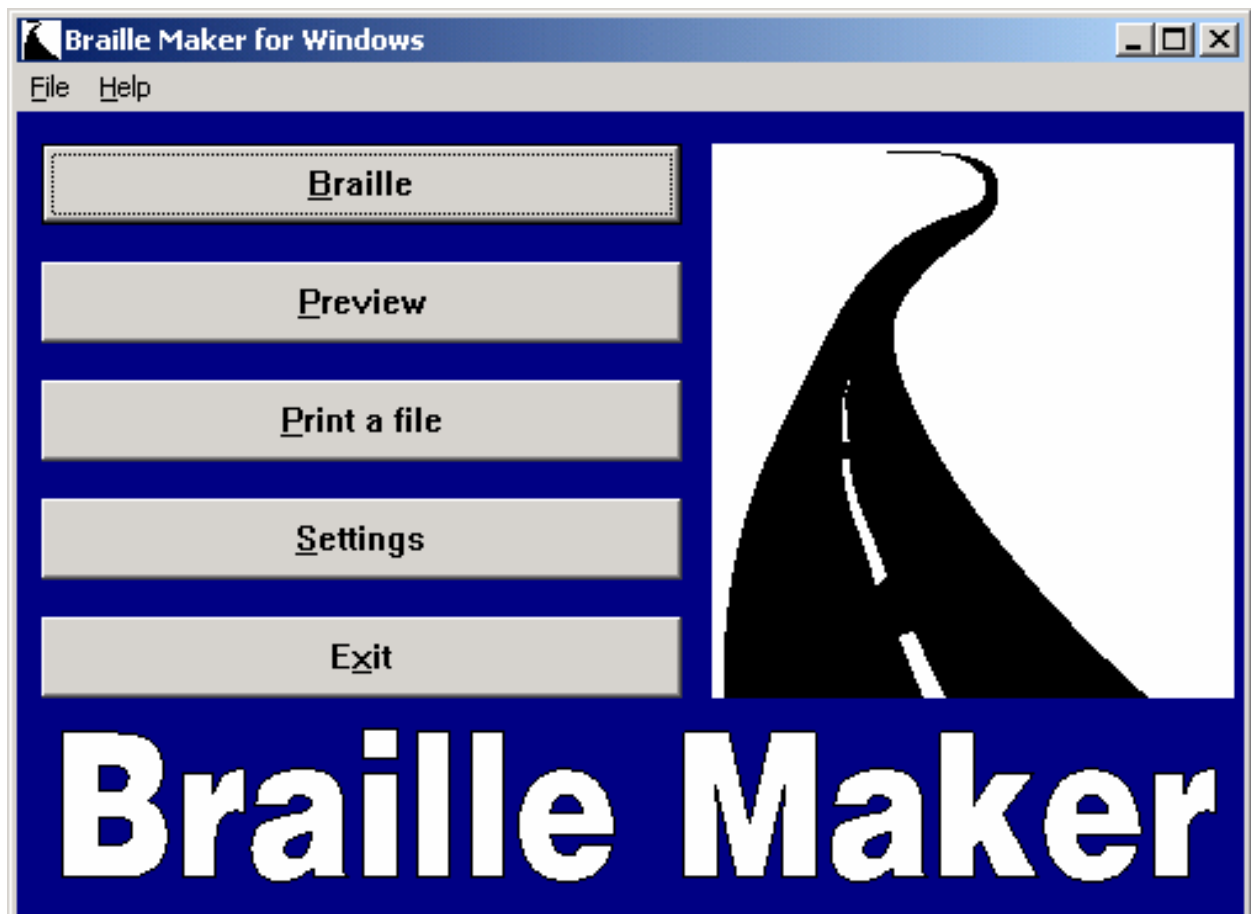 Braille Maker for Windows
File Help
Braille
Preview
Print a file
Settings
Exit
Braille Maker